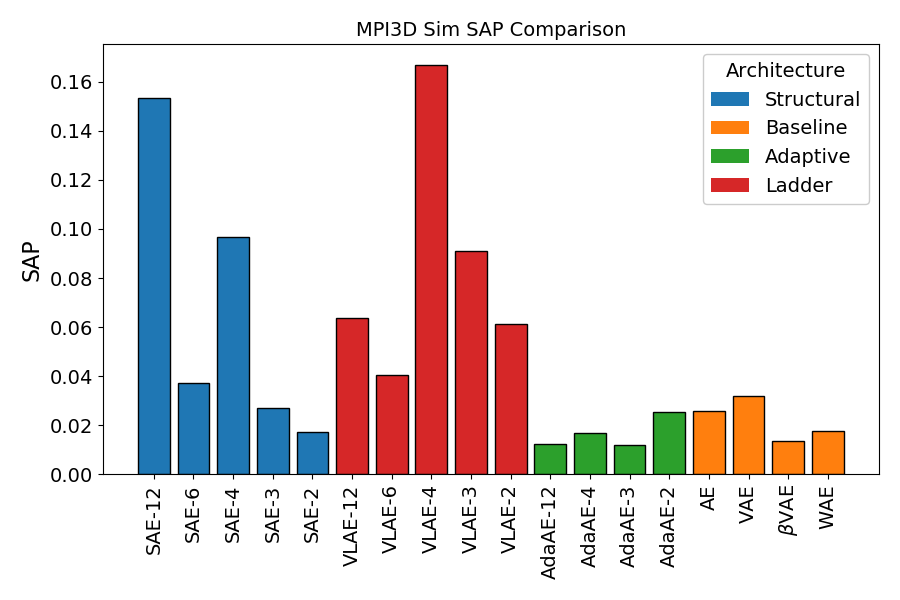 MPI3D Sim SAP Comparison
SAP
0.16
0.14
0.12
0.10
0.08
0.06
0.04
0.02
0.00
Architecture
Structural
Baseline
Adaptive
Ladder
SAE-12
SAE-6
SAE-4
SAE-3
SAE-2
VLAE-12
VLAE-6
VLAE-4
VLAE-3
VLAE-2
AdaAE-12
AdaAE-4
AdaAE-3
AdaAE-2
AE
VAE
βVAE
WAE